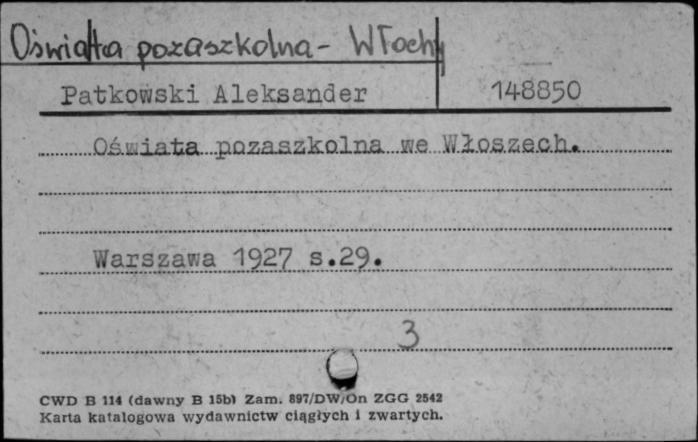 Oświata pozaszkolna - Włochy
Patkowski Aleksander 148850
Oświata pozaszkolna we Włoszech.
Warszawa 1927 s.29.
3
CWD B 114 (dawny B 15b) Zam. 897/DW/On ZGG 2542
Karta katalogowa wydawnictw ciągłych i zwartych.